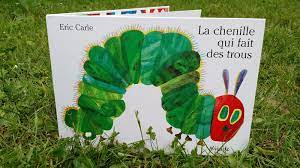 Eric Carle
La chenille
qui fait
des trous